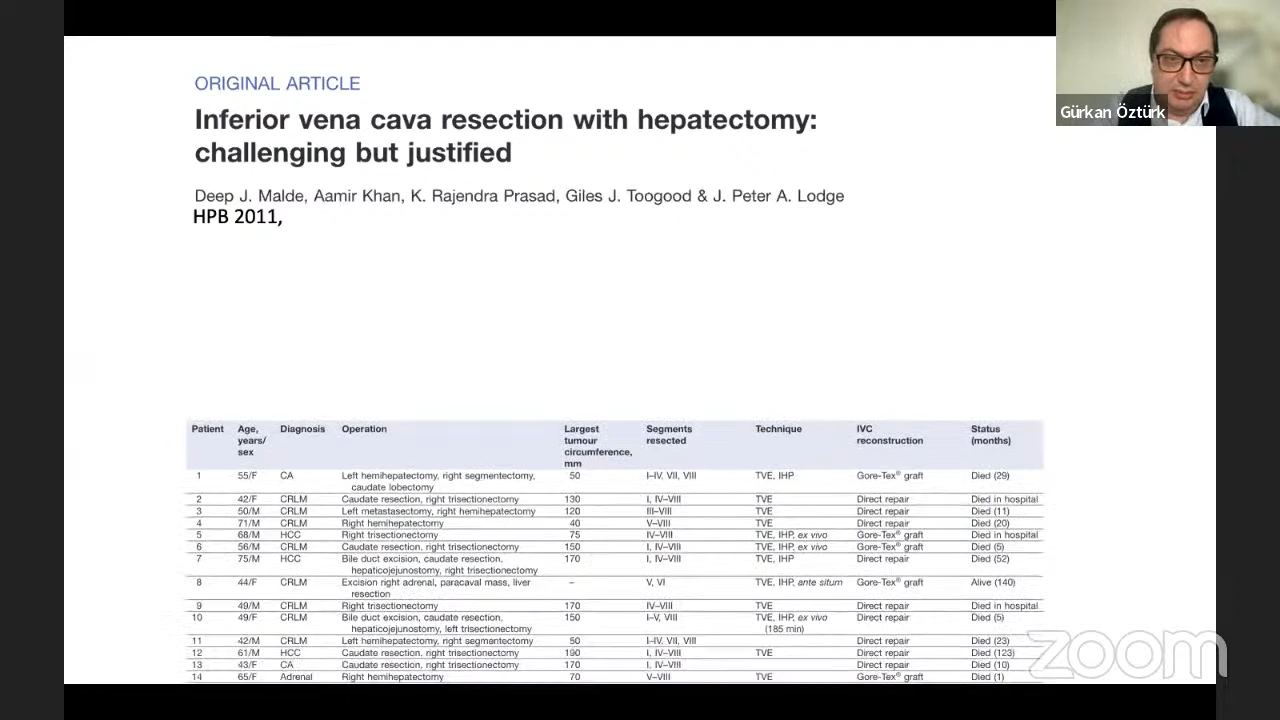 Gürkan Öztürk
ORIGINAL ARTICLE
Inferior vena cava resection with hepatectomy:
challenging but justified
Deep J. Malde, Aamir Khan, K. Rajendra Prasad, Giles J. Toogood & J. Peter A. Lodge
HPB 2011,
Patient Age, years/ sex Diagnosis Operation Largest tumour circumference, mm Segments resected Technique IVC reconstruction Status (months)
1 55/F CA Left hemihepatectomy, right segmentectomy, caudate lobectomy 50 I–IV, VII, VIII TVE, IHP Gore-Tex® graft Died (29)
2 42/F CRLM Caudate resection, right trisectionectomy 130 I, IV–VIII TVE Direct repair Died in hospital
3 50/M CRLM Left metastasectomy, right hemihepatectomy 120 III–VIII TVE Direct repair Died (11)
4 71/M CRLM Right hemihepatectomy 40 V–VIII TVE Direct repair Died (20)
5 68/M HCC Right trisectionectomy 75 IV–VIII TVE, IHP, ex vivo Gore-Tex® graft Died in hospital
6 56/M CRLM Caudate resection, right trisectionectomy 150 I, IV–VIII TVE, IHP, ex vivo Gore-Tex® graft Died (5)
7 75/M HCC Bile duct excision, caudate resection, hepaticojejunostomy, right trisectionectomy 170 I, IV–VIII TVE, IHP Direct repair Died (52)
8 44/F CRLM Excision right adrenal, paracaval mass, liver resection – V, VI TVE, IHP, ante situm Gore-Tex® graft Alive (140)
9 49/M CRLM Right trisectionectomy 170 IV–VIII TVE Direct repair Died in hospital
10 49/F CRLM Bile duct excision, caudate resection, hepaticojejunostomy, left trisectionectomy 150 I–V, VIII TVE, IHP, ex vivo (185 min) Direct repair Died (5)
11 42/M CRLM Left hemihepatectomy, right segmentectomy 50 I–IV, VII, VIII Direct repair Died (23)
12 61/M HCC Caudate resection, right trisectionectomy 190 I, IV–VIII TVE Direct repair Died (123)
13 43/F CA Caudate resection, right trisectionectomy 170 I, IV–VIII Direct repair Died (10)
14 65/F Adrenal Right hemihepatectomy 70 V–VIII TVE Gore-Tex® graft Died (1)
zoom